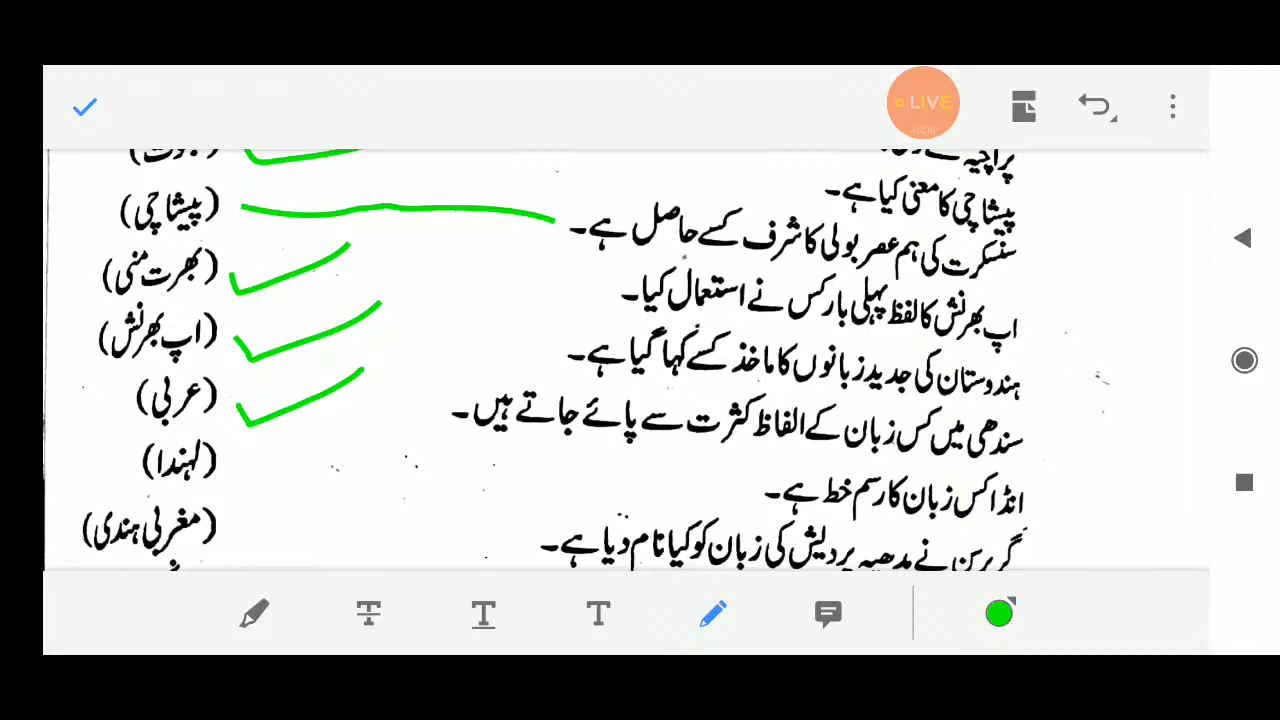 LIVE
پیشاچی کا معنی کیا ہے۔
سنسکرت کی ہم عصر بولی کا شرف کسے حاصل ہے۔ (پیشاچی)
اپ بھرنش کا لفظ پہلی بار کس نے استعمال کیا۔ (بھرت منی)
ہندوستان کی جدید زبانوں کا ماخذ کسے کہا گیا ہے۔ (اپ بھرنش)
سندھی میں کس زبان کے الفاظ کثرت سے پائے جاتے ہیں۔ (عربی)
انڈا کس زبان کا رسم خط ہے۔ (لہندا)
گریرسن نے مدھیہ پردیش کی زبان کو کیا نام دیا ہے۔ (مغربی ہندی)